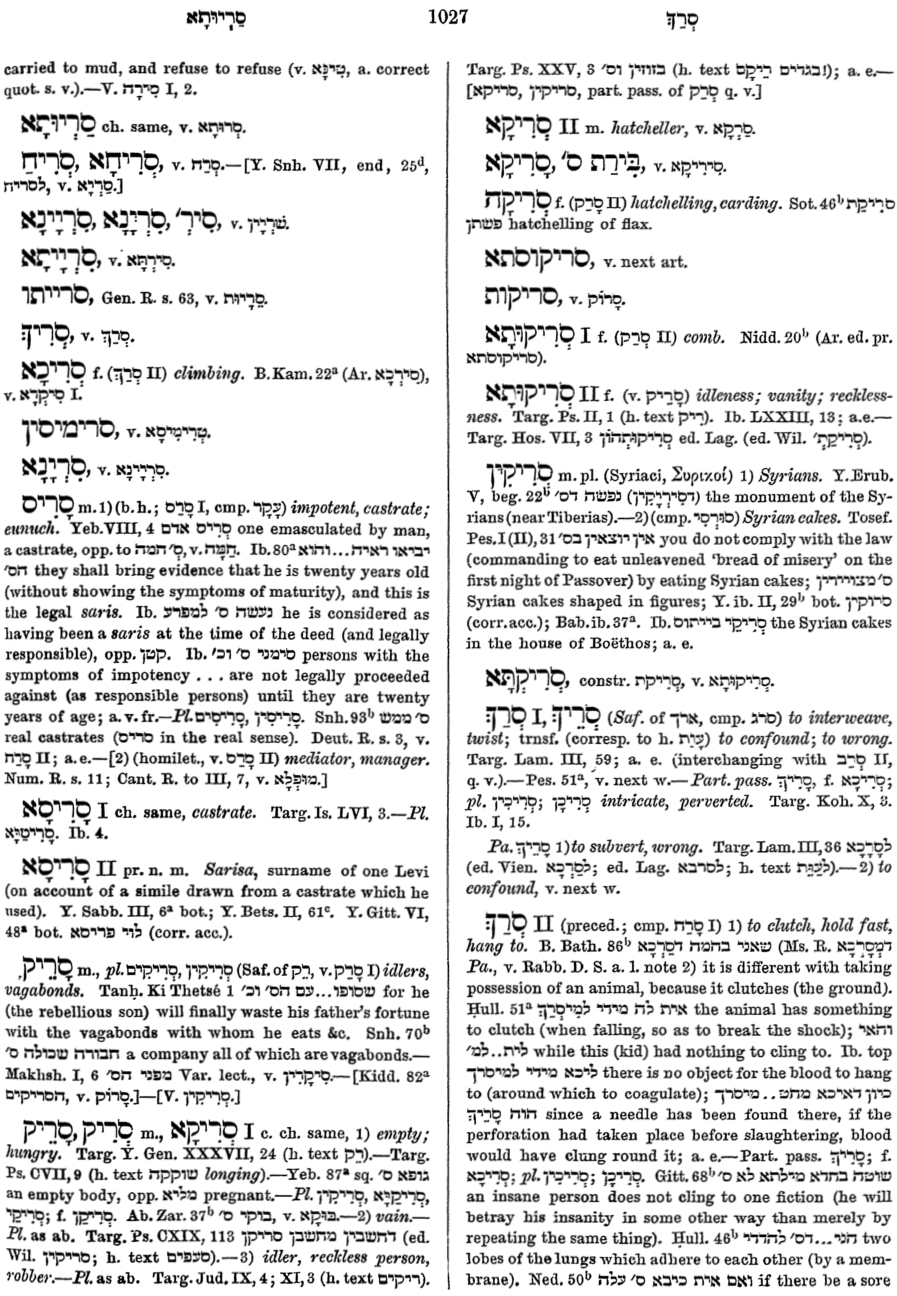 סַרְיוּתָא 1027 סְרַךְ
carried to mud, and refuse to refuse (v. טִינָּא, a. correct
quot. s. v.).—V. סִירָה I, 2.
סַרְיוּתָא ch. same, v. סְרוּתָא.
סְרִיחַ, סְרִיחָא, v. סְרַח.—[Y. Snh. VII, end, 25ᵈ,
לסריח, v. סַרְיָא.]
סִרְיָינָא, סִרְיָנָא, סִירְ׳, v. שִׁרְיָין.
סִרְיָיתָא, v. סִירְתָּא.
סרייתו, Gen. R. s. 63, v. סֵרָיוּת.
סְרִיךְ, v. סְרַךְ.
סְרִיכָא f. (סְרַךְ II) climbing. B. Kam. 22ᵃ (Ar. סִירְכָא),
v. סִיקְרָא I.
סרימיסין, v. טְרִימִיסָא.
סִרְיָנָא, v. סִרְיָינָא.
סָרִיס m. 1) (b. h.; סָרַס I, cmp. עָקָר) impotent, castrate;
eunuch. Yeb. VIII, 4 סריס אדם one emasculated by man,
a castrate, opp. to ס׳ חמה, v. חַמָּה. Ib. 80ᵃ יביאו ראיה...והוא
הס׳ they shall bring evidence that he is twenty years old
(without showing the symptoms of maturity), and this is
the legal saris. Ib. נעשה ס׳ למפרע he is considered as
having been a saris at the time of the deed (and legally
responsible), opp. קטן. Ib. סימני ס׳ וכ׳ persons with the
symptoms of impotency . . . are not legally proceeded
against (as responsible persons) until they are twenty
years of age; a. v. fr.—Pl. סָרִיסִים, סָרִיסִין. Snh. 93ᵇ ס׳ ממש
real castrates (סריס in the real sense). Deut. R. s. 3, v.
סָרַח II; a. e.—[2) (homilet., v. סָרַס II) mediator, manager.
Num. R. s. 11; Cant. R. to III, 7, v. מוּפְלָא.]
סָרִיסָא I ch. same, castrate. Targ. Is. LVI, 3.—Pl.
סָרִיסַיָּא. Ib. 4.
סָרִיסָא II pr. n. m. Sarisa, surname of one Levi
(on account of a simile drawn from a castrate which he
used). Y. Sabb. III, 6ᵃ bot.; Y. Bets. II, 61ᶜ. Y. Gitt. VI,
48ᵃ bot. לוי פריסא (corr. acc.).
סָרֵיק m., pl. סָרֵיקִים, סָרֵיקִין (Saf. of רֵק, v. סָרַק I) idlers,
vagabonds. Tanḥ. Ki Thetsé 1 שסופו...עם הס׳ וכ׳ for he
(the rebellious son) will finally waste his father's fortune
with the vagabonds with whom he eats &c. Snh. 70ᵇ
חבורה שכולה ס׳ a company all of which are vagabonds.—
Makhsh. I, 6 מפני הס׳ Var. lect., v. סִיקָרִין.—[Kidd. 82ᵃ
הסריקים, v. סָרוֹק.]—[V. סְרִיקִין.]
סְרִיק, סָרֵיק m., סְרִיקָא I c. ch. same, 1) empty;
hungry. Targ. Y. Gen. XXXVII, 24 (h. text רֵק).—Targ.
Ps. CVII, 9 (h. text שוקקה longing).—Yeb. 87ᵃ sq. גופא ס׳
an empty body, opp. מליא pregnant.—Pl. סְרִיקִין, סְרִיקַיָּא,
סְרִיקֵי; f. סְרִיקָן. Ab. Zar. 37ᵇ בוקי ס׳, v. בּוּקָא.—2) vain.—
Pl. as ab. Targ. Ps. CXIX, 113 דחשבין מחשבן סריקן (ed.
Wil. סריקין; h. text סעפים).—3) idler, reckless person,
robber.—Pl. as ab. Targ. Jud. IX, 4; XI, 3 (h. text ריקים).
Targ. Ps. XXV, 3 בזוזין וס׳ (h. text בגדים רֵיקָם!); a. e.—
[סריקא, סריקין, part. pass. of סְרַק q. v.]
סְרִיקָא II m. hatcheller, v. סָרְקָא.
סְרִיקָא, בִּירַת ס׳, v. סִירִיקָא.
סְרִיקָה f. (סָרַק II) hatchelling, carding. Sot. 46ᵇ סריקת
פשתן hatchelling of flax.
סריקוסתא, v. next art.
סריקות, v. סָרוֹק.
סְרִיקוּתָא I f. (סְרַק II) comb. Nidd. 20ᵇ (Ar. ed. pr.
סריקוסתא).
סְרִיקוּתָא II f. (v. סָרֵיק) idleness; vanity; reckless-
ness. Targ. Ps. II, 1 (h. text רִיק). Ib. LXXIII, 13; a. e.—
Targ. Hos. VII, 3 סְרִיקוּתְהוֹן ed. Lag. (ed. Wil. סְרִיקַתְ׳).
סְרִיקִין m. pl. (Syriaci, Συρικοί) 1) Syrians. Y. Erub.
V, beg. 22ᵇ נפשה דס׳ (דסִירִיקִין) the monument of the Sy-
rians (near Tiberias).—2) (cmp. סוּרְסִי) Syrian cakes. Tosef.
Pes. I (II), 31 אין יוצאין בס׳ you do not comply with the law
(commanding to eat unleavened 'bread of misery' on the
first night of Passover) by eating Syrian cakes; ס׳ מצויירין
Syrian cakes shaped in figures; Y. ib. II, 29ᵇ bot. סרוקין
(corr. acc.); Bab. ib. 37ᵃ. Ib. סְרִיקֵי בייתוס the Syrian cakes
in the house of Boëthos; a. e.
סְרִיקְתָּא, constr. סריקת, v. סְרִיקוּתָא.
סְרַךְ I, סְרֵיךְ (Saf. of ארך, cmp. סרג) to interweave,
twist; trnsf. (corresp. to h. עִוֵּת) to confound; to wrong.
Targ. Lam. III, 59; a. e. (interchanging with סְרַב II,
q. v.).—Pes. 51ᵃ, v. next w.—Part. pass. סְרִיךְ, f. סְרִיכָא;
pl. סְרִיכִין; סְרִיכָן intricate, perverted. Targ. Koh. X, 3.
Ib. I, 15.
Pa. סָרֵיךְ 1) to subvert, wrong. Targ. Lam. III, 36 לסָרָכָא
(ed. Vien. לְסַרְכָא; ed. Lag. לסרבא; h. text לְעַוֵּת).—2) to
confound, v. next w.
סְרַךְ II (preced.; cmp. סָרַח I) 1) to clutch, hold fast,
hang to. B. Bath. 86ᵇ שאני בהמה דסָרְכָא (Ms. R. דמְסָרְכָא
Pa., v. Rabb. D. S. a. l. note 2) it is different with taking
possession of an animal, because it clutches (the ground).
Ḥull. 51ᵃ אית לה מידי למִיסְרַךְ the animal has something
to clutch (when falling, so as to break the shock); והאי
לית..למ׳ while this (kid) had nothing to cling to. Ib. top
ליכא מידי למיסרך there is no object for the blood to hang
to (around which to coagulate); כיון דאיכא מחט..מיסרך
הוה סָרֵיךְ since a needle has been found there, if the
perforation had taken place before slaughtering, blood
would have clung round it; a. e.—Part. pass. סְרִיךְ; f.
סְרִיכָא; pl. סְרִיכִין; סְרִיכָן. Gitt. 68ᵇ שוטה בחדא מילתא לא ס׳
an insane person does not cling to one fiction (he will
betray his insanity in some other way than merely by
repeating the same thing). Ḥull. 46ᵇ הני...דס׳ להדדי two
lobes of the lungs which adhere to each other (by a mem-
brane). Ned. 50ᵇ ואם אית כיבא ס׳ עלה if there be a sore